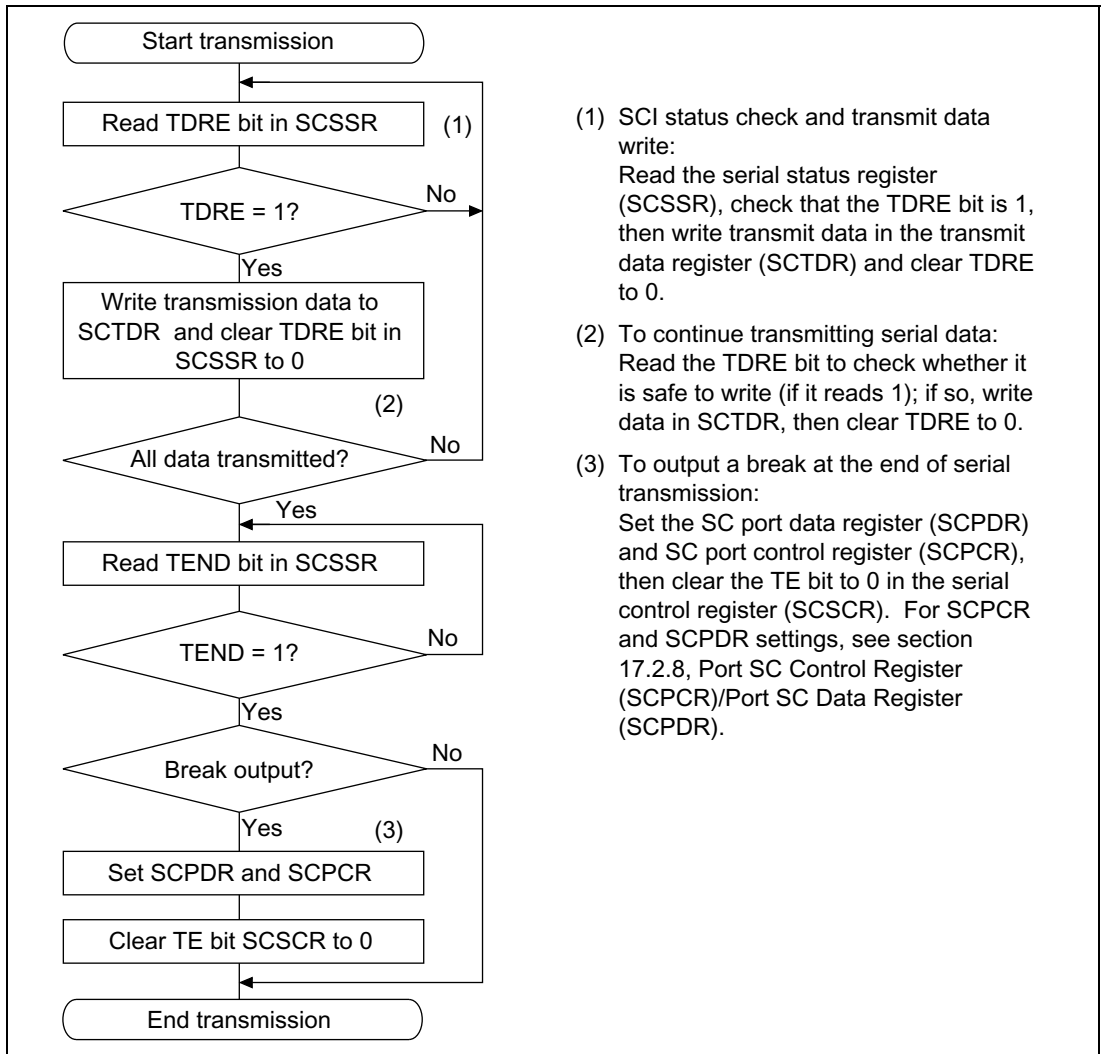 Start transmission
Read TDRE bit in SCSSR
(1)
TDRE = 1?
No
Yes
Write transmission data to
SCTDR  and clear TDRE bit in
SCSSR to 0
(2)
All data transmitted?
No
Yes
Read TEND bit in SCSSR
TEND = 1?
No
Yes
Break output?
No
Yes
(3)
Set SCPDR and SCPCR
Clear TE bit SCSCR to 0
End transmission
(1) SCI status check and transmit data
write:
Read the serial status register
(SCSSR), check that the TDRE bit is 1,
then write transmit data in the transmit
data register (SCTDR) and clear TDRE
to 0.
(2) To continue transmitting serial data:
Read the TDRE bit to check whether it
is safe to write (if it reads 1); if so, write
data in SCTDR, then clear TDRE to 0.
(3) To output a break at the end of serial
transmission:
Set the SC port data register (SCPDR)
and SC port control register (SCPCR),
then clear the TE bit to 0 in the serial
control register (SCSCR).  For SCPCR
and SCPDR settings, see section
17.2.8, Port SC Control Register
(SCPCR)/Port SC Data Register
(SCPDR).